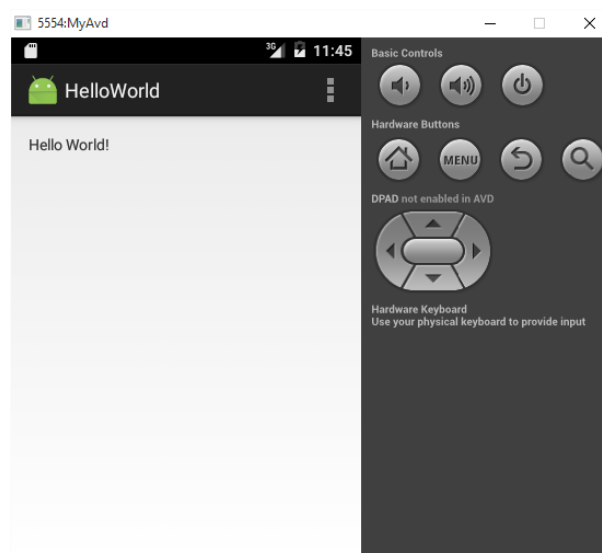 5554:MyAvd
3G 11:45
HelloWorld
Hello World!
Basic Controls
Hardware Buttons
MENU
DPAD not enabled in AVD
Hardware Keyboard
Use your physical keyboard to provide input